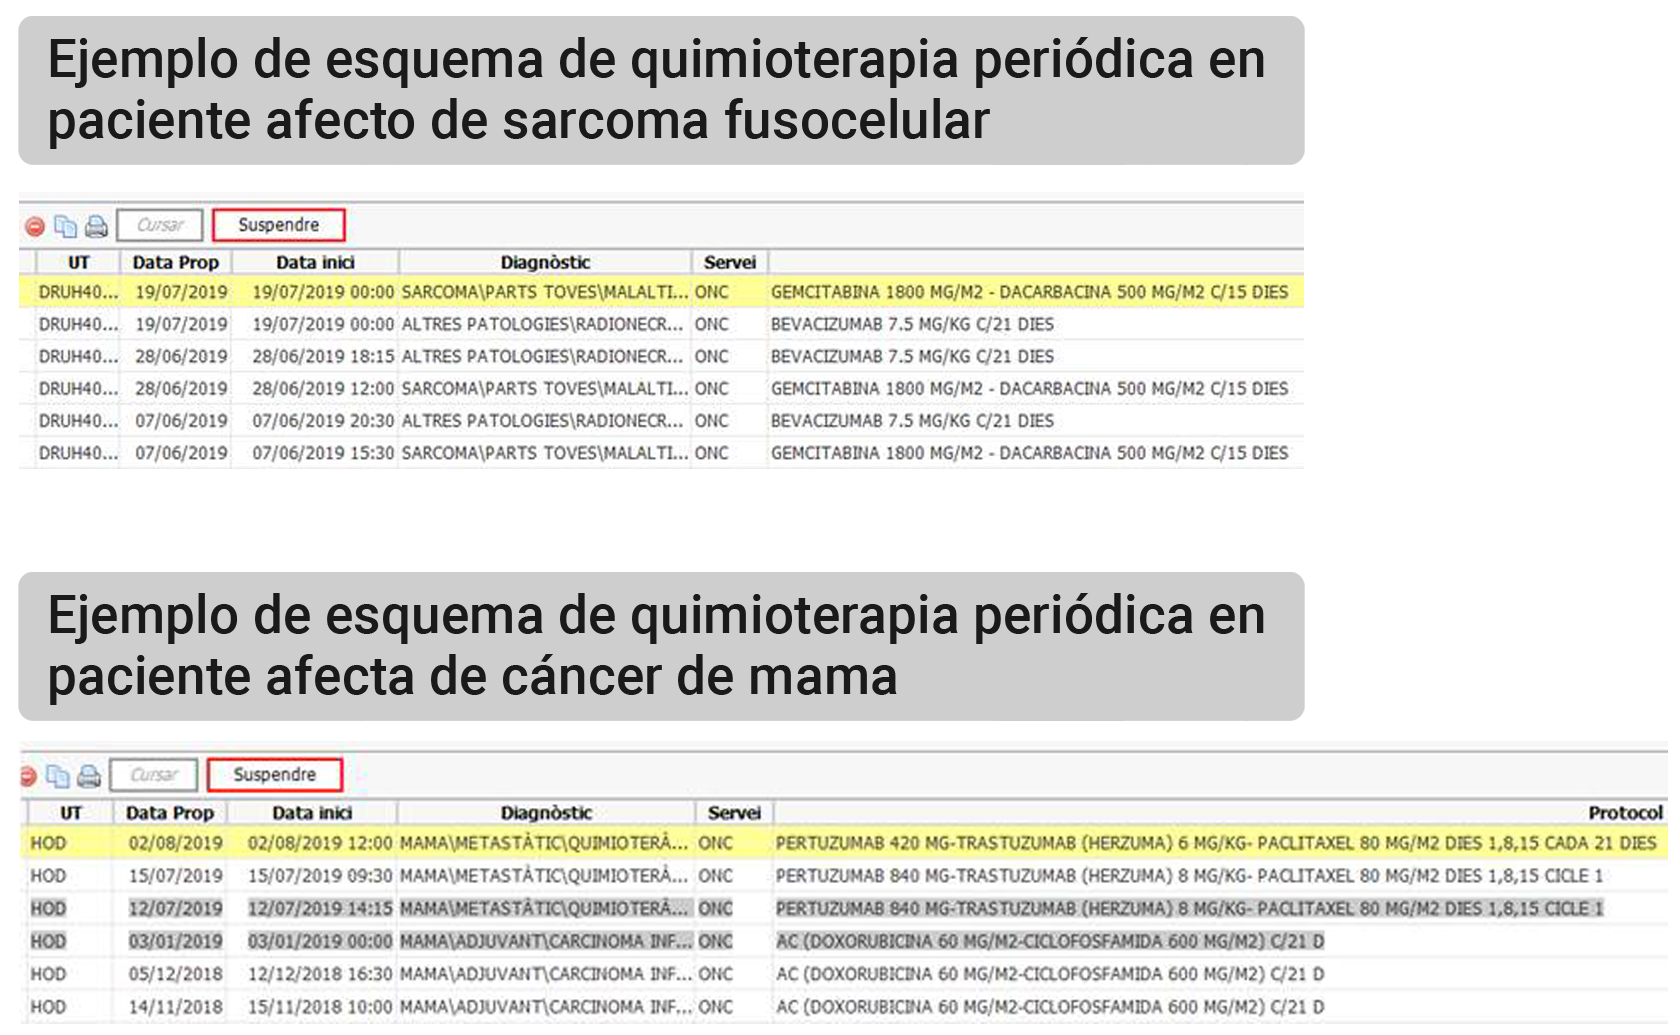 Ejemplo de esquema de quimioterapia periódica en
paciente afecto de sarcoma fusocelular
Cursar Suspendre
UT Data Prop Data inici Diagnòstic Servei
DRUH40... 19/07/2019 19/07/2019 00:00 SARCOMA\PARTS TOVES\MALALTI... ONC GEMCITABINA 1800 MG/M2 - DACARBACINA 500 MG/M2 C/15 DIES
DRUH40... 19/07/2019 19/07/2019 00:00 ALTRES PATOLOGIES\RADIONECR... ONC BEVACIZUMAB 7.5 MG/KG C/21 DIES
DRUH40... 28/06/2019 28/06/2019 18:15 ALTRES PATOLOGIES\RADIONECR... ONC BEVACIZUMAB 7.5 MG/KG C/21 DIES
DRUH40... 28/06/2019 28/06/2019 12:00 SARCOMA\PARTS TOVES\MALALTI... ONC GEMCITABINA 1800 MG/M2 - DACARBACINA 500 MG/M2 C/15 DIES
DRUH40... 07/06/2019 07/06/2019 20:30 ALTRES PATOLOGIES\RADIONECR... ONC BEVACIZUMAB 7.5 MG/KG C/21 DIES
DRUH40... 07/06/2019 07/06/2019 15:30 SARCOMA\PARTS TOVES\MALALTI... ONC GEMCITABINA 1800 MG/M2 - DACARBACINA 500 MG/M2 C/15 DIES
Ejemplo de esquema de quimioterapia periódica en
paciente afecta de cáncer de mama
Cursar Suspendre
UT Data Prop Data inici Diagnòstic Servei Protocol
HOD 02/08/2019 02/08/2019 12:00 MAMA\METASTÀTIC\QUIMIOTERÀ... ONC PERTUZUMAB 420 MG-TRASTUZUMAB (HERZUMA) 6 MG/KG- PACLITAXEL 80 MG/M2 DIES 1,8,15 CADA 21 DIES
HOD 15/07/2019 15/07/2019 09:30 MAMA\METASTÀTIC\QUIMIOTERÀ... ONC PERTUZUMAB 840 MG-TRASTUZUMAB (HERZUMA) 8 MG/KG- PACLITAXEL 80 MG/M2 DIES 1,8,15 CICLE 1
HOD 12/07/2019 12/07/2019 14:15 MAMA\METASTÀTIC\QUIMIOTERÀ... ONC PERTUZUMAB 840 MG-TRASTUZUMAB (HERZUMA) 8 MG/KG- PACLITAXEL 80 MG/M2 DIES 1,8,15 CICLE 1
HOD 03/01/2019 03/01/2019 00:00 MAMA\ADJUVANT\CARCINOMA INF... ONC AC (DOXORUBICINA 60 MG/M2-CICLOFOSFAMIDA 600 MG/M2) C/21 D
HOD 05/12/2018 12/12/2018 16:30 MAMA\ADJUVANT\CARCINOMA INF... ONC AC (DOXORUBICINA 60 MG/M2-CICLOFOSFAMIDA 600 MG/M2) C/21 D
HOD 14/11/2018 15/11/2018 10:00 MAMA\ADJUVANT\CARCINOMA INF... ONC AC (DOXORUBICINA 60 MG/M2-CICLOFOSFAMIDA 600 MG/M2) C/21 D